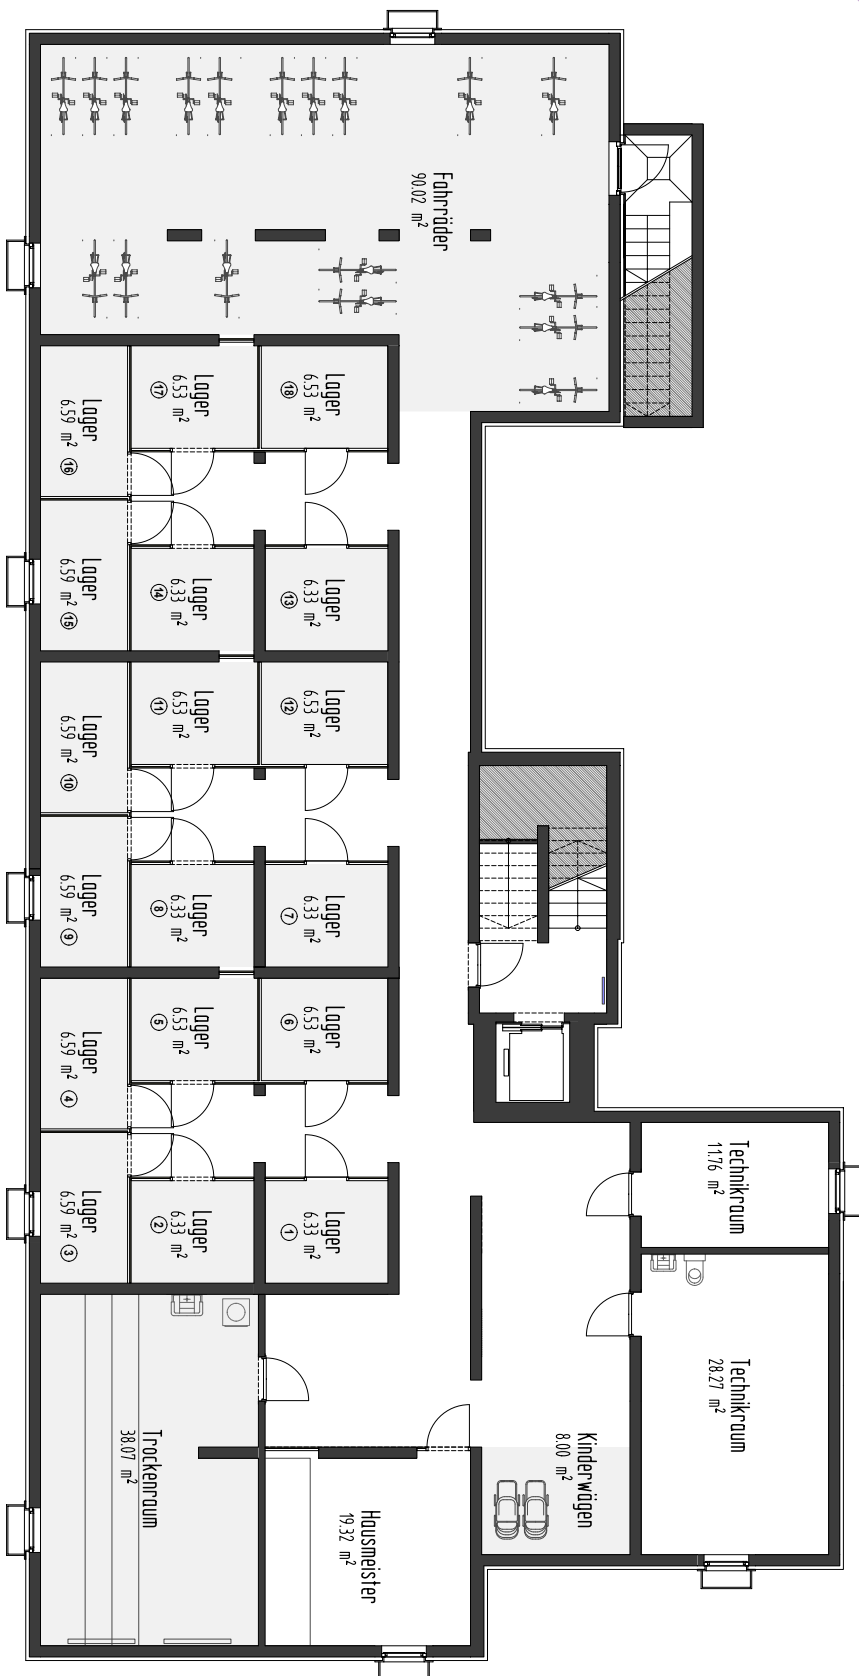 Fahrräder
90.02 m²
Lager
6.53 m²
18
Lager
6.53 m²
17
Lager
6.59 m²
16
Lager
6.33 m²
13
Lager
6.33 m²
14
Lager
6.59 m²
15
Lager
6.53 m²
12
Lager
6.53 m²
11
Lager
6.59 m²
10
Lager
6.33 m²
7
Lager
6.33 m²
8
Lager
6.59 m²
9
Lager
6.53 m²
6
Lager
6.53 m²
5
Lager
6.59 m²
4
Lager
6.33 m²
1
Lager
6.33 m²
2
Lager
6.59 m²
3
Technikraum
11.76 m²
Technikraum
28.27 m²
Kinderwägen
8.00 m²
Hausmeister
19.32 m²
Trockenraum
38.07 m²